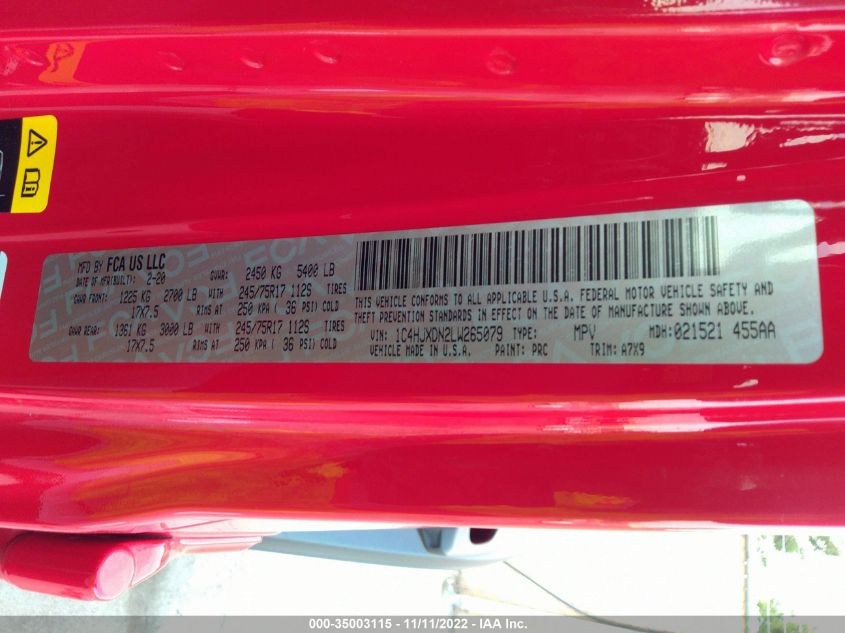 MFD BY FCA US LLC
DATE OF MFR(BUILT): 2-20 GVWR: 2450 KG 5400 LB
GAWR FRONT: 1225 KG 2700 LB WITH 245/75R17 112S TIRES
17X7.5 RIMS AT 250 KPA( 36 PSI) COLD
GAWR REAR: 1361 KG 3000 LB WITH 245/75R17 112S TIRES
17X7.5 RIMS AT 250 KPA( 36 PSI) COLD
THIS VEHICLE CONFORMS TO ALL APPLICABLE U.S.A. FEDERAL MOTOR VEHICLE SAFETY AND
THEFT PREVENTION STANDARDS IN EFFECT ON THE DATE OF MANUFACTURE SHOWN ABOVE.
VIN: 1C4HJXDN2LW265079 TYPE: MPV MDH:021521 455AA
VEHICLE MADE IN U.S.A. PAINT: PRC TRIM: A7X9
000-35003115 - 11/11/2022 - IAA Inc.